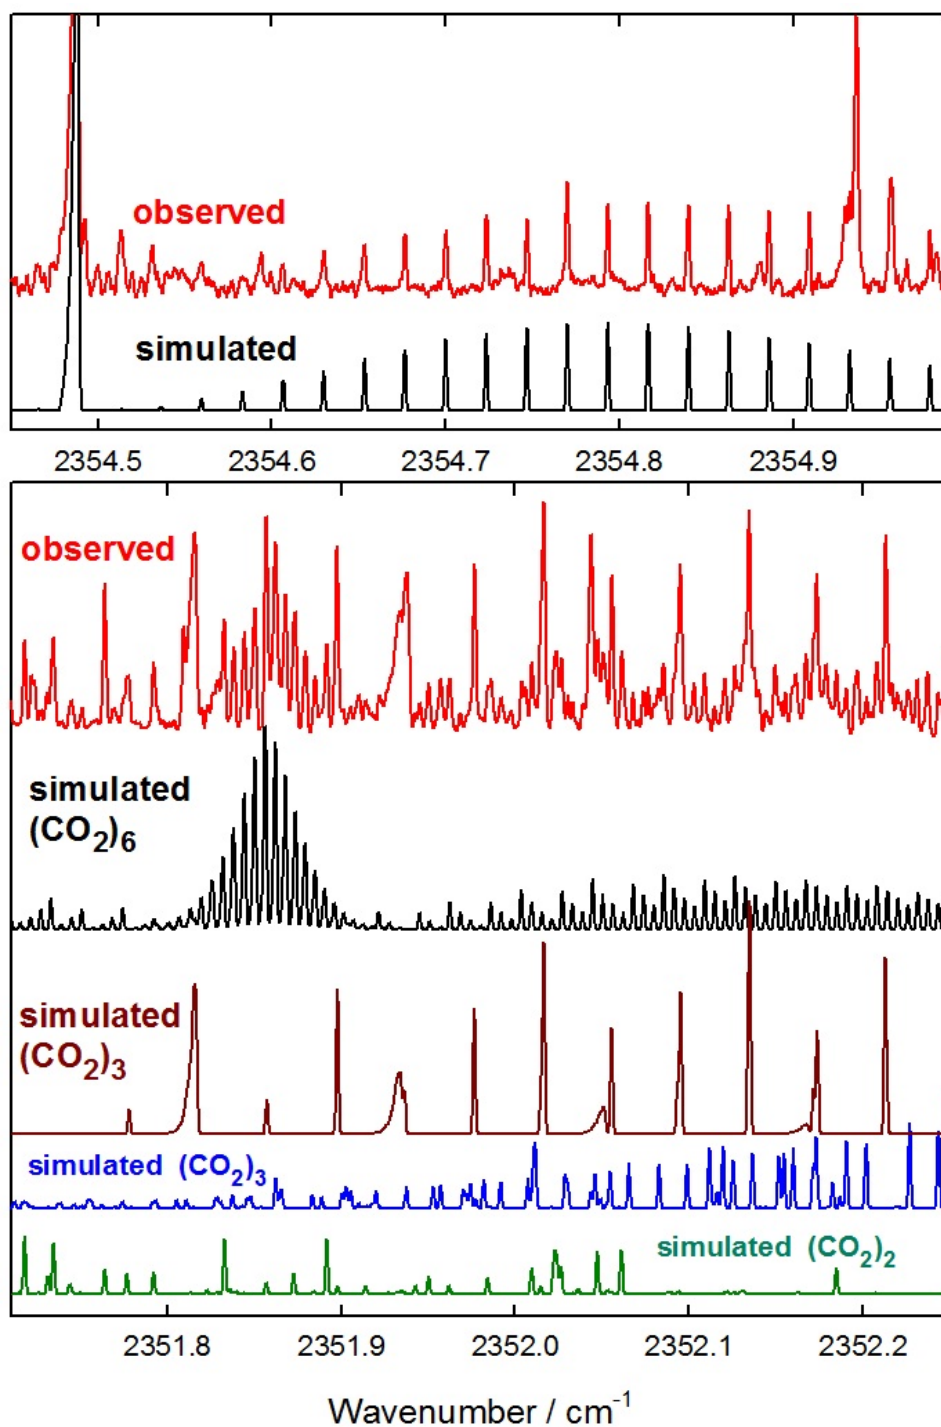 observed
simulated
2354.5 2354.6 2354.7 2354.8 2354.9
observed
simulated
(CO₂)₆
simulated
(CO₂)₃
simulated (CO₂)₃
simulated (CO₂)₂
2351.8 2351.9 2352.0 2352.1 2352.2
Wavenumber / cm⁻¹